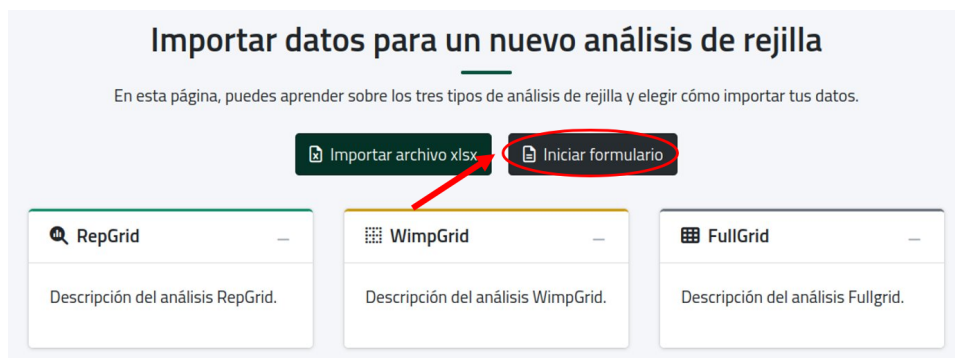 Importar datos para un nuevo análisis de rejilla
En esta página, puedes aprender sobre los tres tipos de análisis de rejilla y elegir cómo importar tus datos.
Importar archivo xlsx
Iniciar formulario
RepGrid
WimpGrid
FullGrid
Descripción del análisis RepGrid.
Descripción del análisis WimpGrid.
Descripción del análisis Fullgrid.